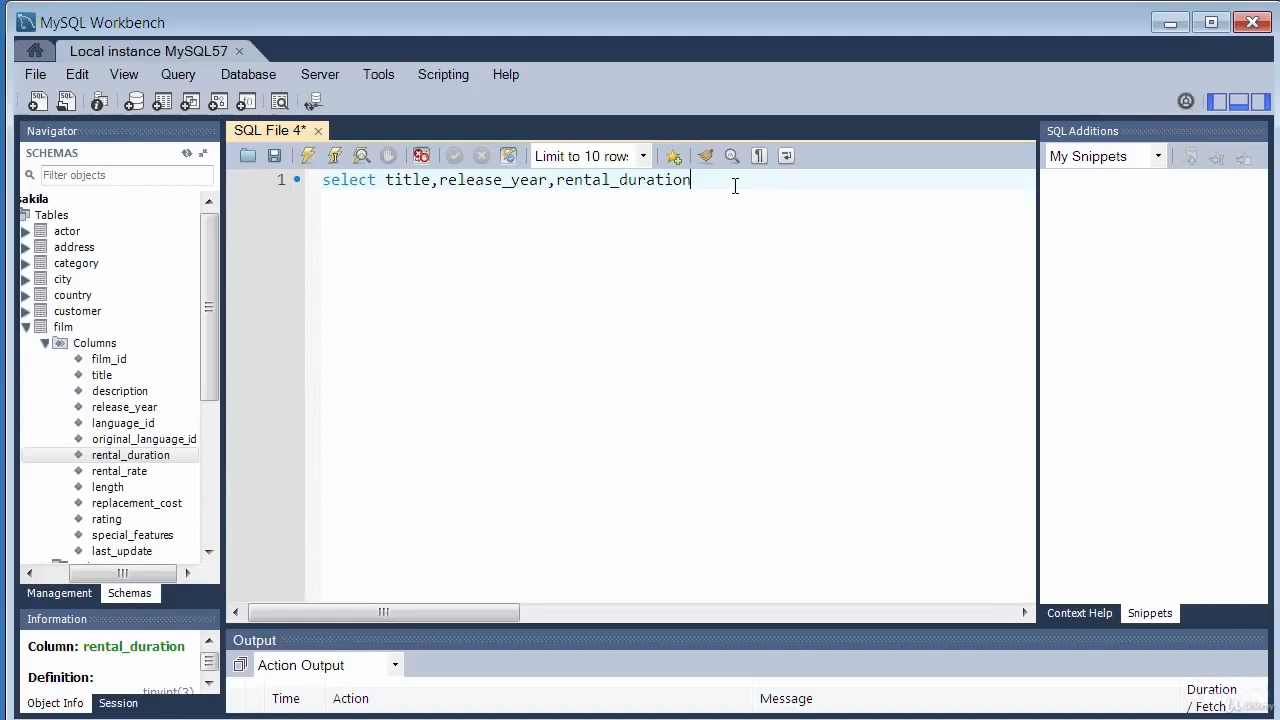 MySQL Workbench
Local instance MySQL57
File Edit View Query Database Server Tools Scripting Help
Navigator
SCHEMAS
Filter objects
sakila
Tables
actor
address
category
city
country
customer
film
Columns
film_id
title
description
release_year
language_id
original_language_id
rental_duration
rental_rate
length
replacement_cost
rating
special_features
last_update
Management Schemas
Information
Column: rental_duration
Definition:
tinyint(3)
Object Info Session
SQL File 4*
Limit to 10 rows
1 select title,release_year,rental_duration
SQL Additions
My Snippets
Context Help Snippets
Output
Action Output
Time Action Message Duration / Fetch
Udemy